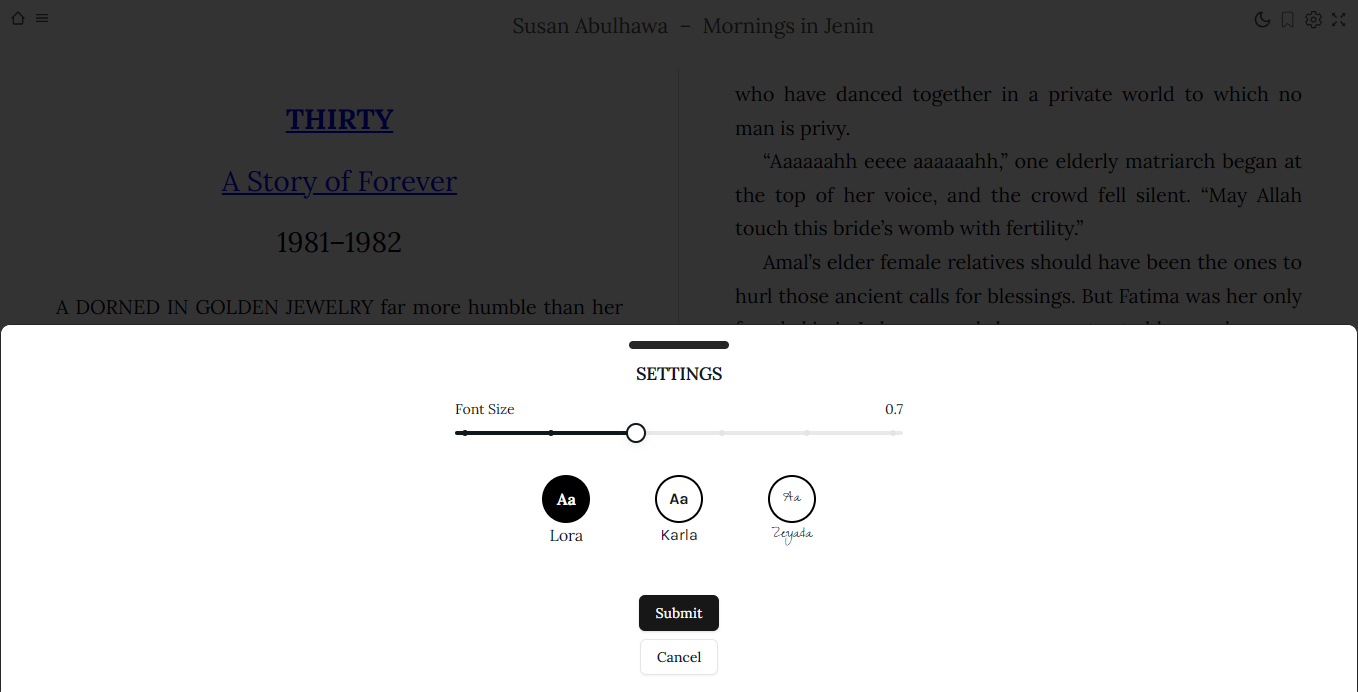 Susan Abulhawa – Mornings in Jenin
THIRTY
A Story of Forever
1981–1982
A DORNED IN GOLDEN JEWELRY far more humble than her
who have danced together in a private world to which no
man is privy.
“Aaaaaahh eeee aaaaaahh,” one elderly matriarch began at
the top of her voice, and the crowd fell silent. “May Allah
touch this bride’s womb with fertility.”
Amal’s elder female relatives should have been the ones to
hurl those ancient calls for blessings. But Fatima was her only
SETTINGS
Font Size
0.7
Aa
Lora
Aa
Karla
Aa
Zeyada
Submit
Cancel